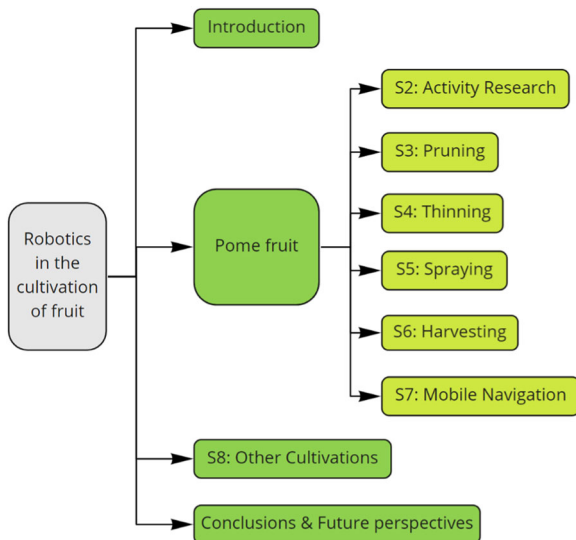 Introduction
S2: Activity Research
S3: Pruning
S4: Thinning
Robotics
in the
cultivation
of fruit
Pome fruit
S5: Spraying
S6: Harvesting
S7: Mobile Navigation
S8: Other Cultivations
Conclusions & Future perspectives